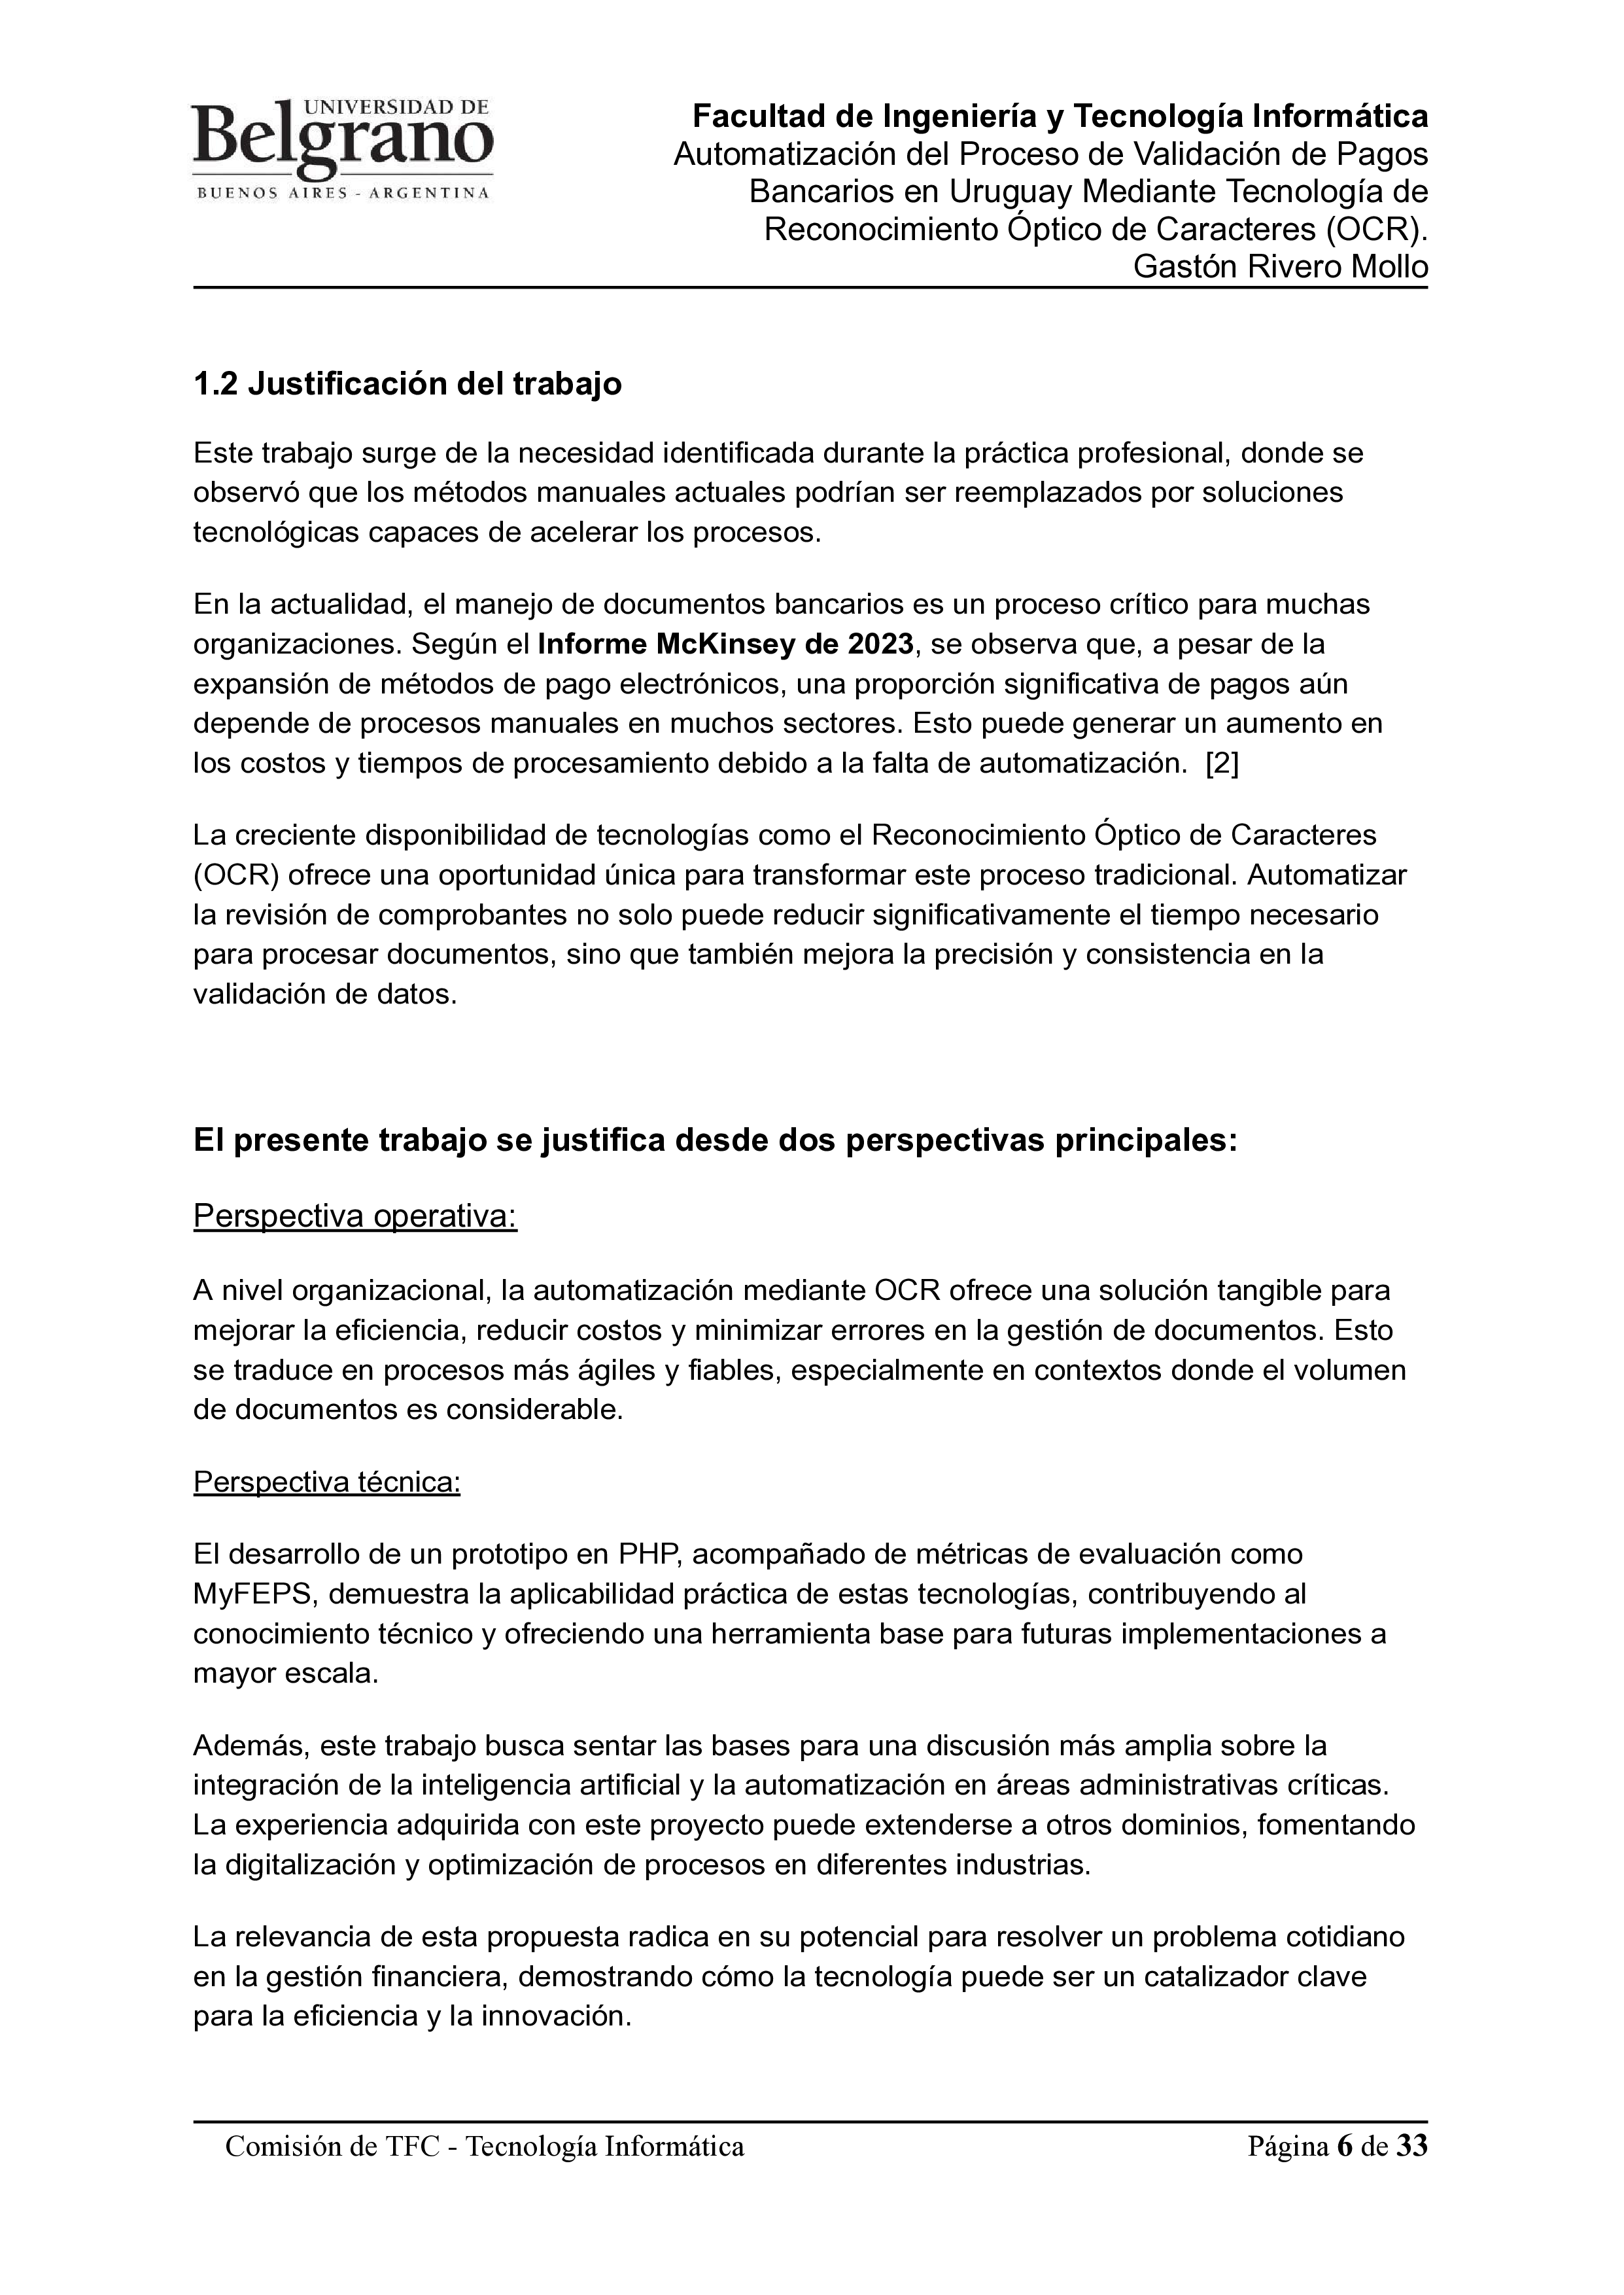 UNIVERSIDAD DE
Belgrano
BUENOS AIRES - ARGENTINA
Facultad de Ingeniería y Tecnología Informática
Automatización del Proceso de Validación de Pagos
Bancarios en Uruguay Mediante Tecnología de
Reconocimiento Óptico de Caracteres (OCR).
Gastón Rivero Mollo
1.2 Justificación del trabajo
Este trabajo surge de la necesidad identificada durante la práctica profesional, donde se
observó que los métodos manuales actuales podrían ser reemplazados por soluciones
tecnológicas capaces de acelerar los procesos.
En la actualidad, el manejo de documentos bancarios es un proceso crítico para muchas
organizaciones. Según el Informe McKinsey de 2023, se observa que, a pesar de la
expansión de métodos de pago electrónicos, una proporción significativa de pagos aún
depende de procesos manuales en muchos sectores. Esto puede generar un aumento en
los costos y tiempos de procesamiento debido a la falta de automatización.  [2]
La creciente disponibilidad de tecnologías como el Reconocimiento Óptico de Caracteres
(OCR) ofrece una oportunidad única para transformar este proceso tradicional. Automatizar
la revisión de comprobantes no solo puede reducir significativamente el tiempo necesario
para procesar documentos, sino que también mejora la precisión y consistencia en la
validación de datos.
El presente trabajo se justifica desde dos perspectivas principales:
Perspectiva operativa:
A nivel organizacional, la automatización mediante OCR ofrece una solución tangible para
mejorar la eficiencia, reducir costos y minimizar errores en la gestión de documentos. Esto
se traduce en procesos más ágiles y fiables, especialmente en contextos donde el volumen
de documentos es considerable.
Perspectiva técnica:
El desarrollo de un prototipo en PHP, acompañado de métricas de evaluación como
MyFEPS, demuestra la aplicabilidad práctica de estas tecnologías, contribuyendo al
conocimiento técnico y ofreciendo una herramienta base para futuras implementaciones a
mayor escala.
Además, este trabajo busca sentar las bases para una discusión más amplia sobre la
integración de la inteligencia artificial y la automatización en áreas administrativas críticas.
La experiencia adquirida con este proyecto puede extenderse a otros dominios, fomentando
la digitalización y optimización de procesos en diferentes industrias.
La relevancia de esta propuesta radica en su potencial para resolver un problema cotidiano
en la gestión financiera, demostrando cómo la tecnología puede ser un catalizador clave
para la eficiencia y la innovación.
Comisión de TFC - Tecnología Informática
Página 6 de 33